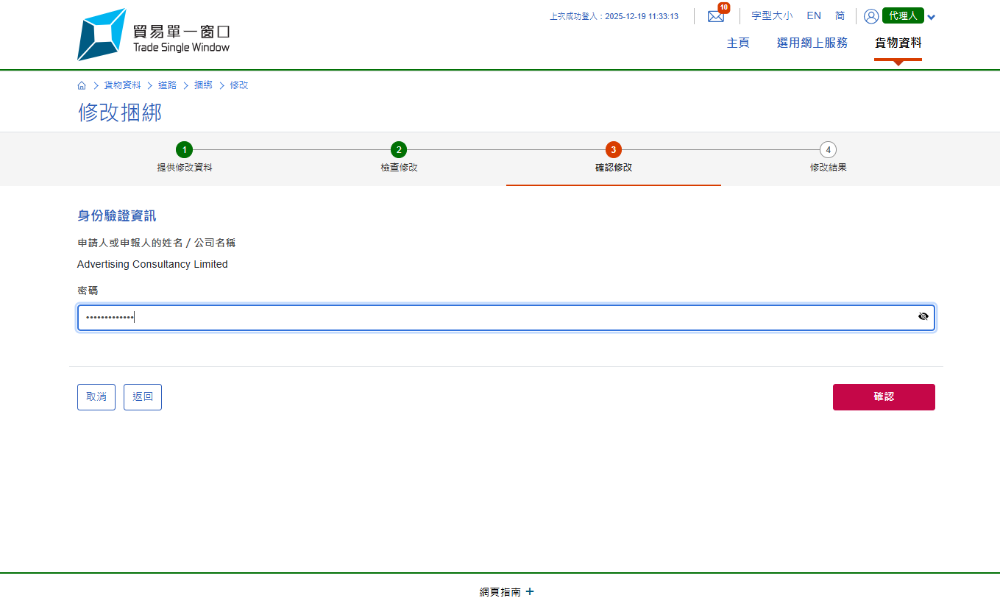 貿易單一窗口
Trade Single Window
上次成功登入：2025-12-19 11:33:13
10
字型大小
EN
简
代理人
主頁
選用網上服務
貨物資料
貨物資料 > 道路 > 捆綁 > 修改
修改捆綁
1
提供修改資料
2
檢查修改
3
確認修改
4
修改結果
身份驗證資訊
申請人或申報人的姓名 / 公司名稱
Advertising Consultancy Limited
密碼
•••••••••••••
取消
返回
確認
網頁指南 +